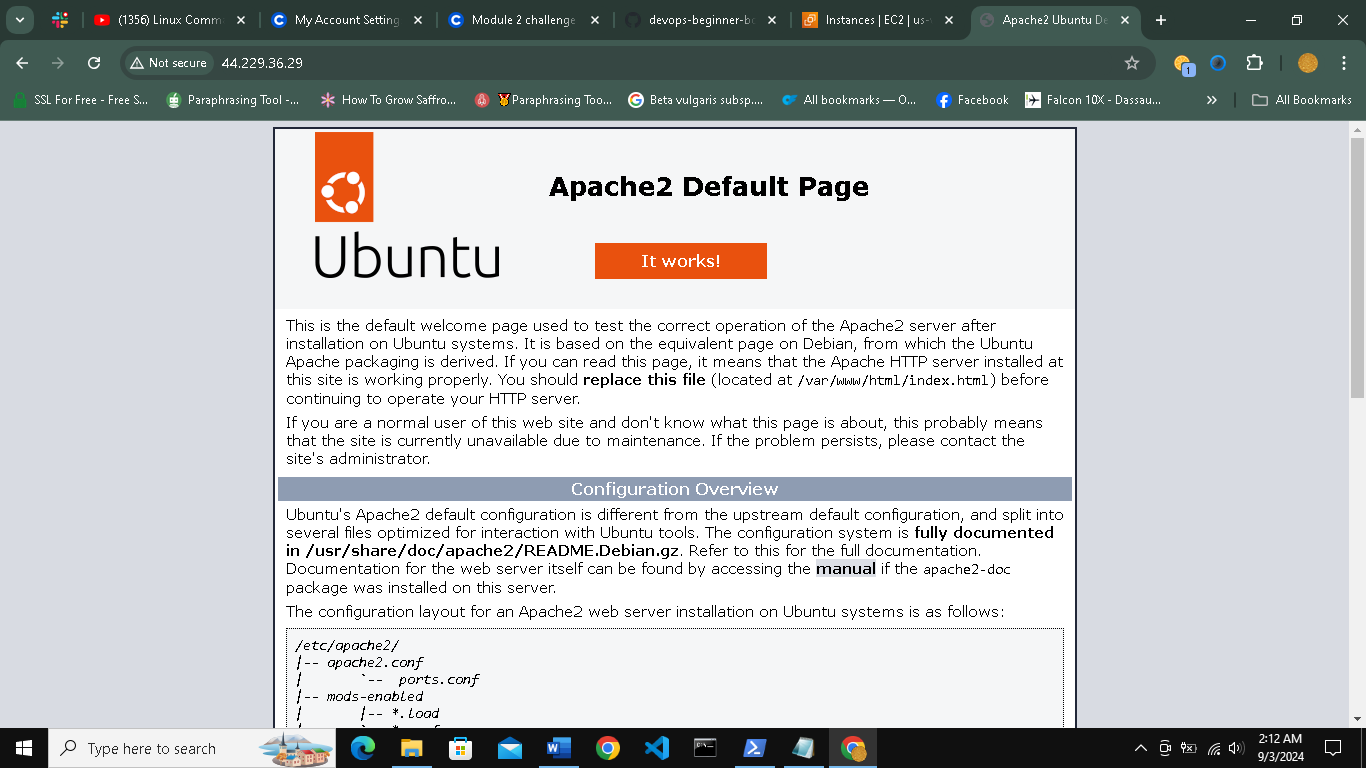 (1356) Linux Comm
My Account Setting
Module 2 challenge
devops-beginner-bo
Instances | EC2 | us-
Apache2 Ubuntu De
Not secure
44.229.36.29
1
SSL For Free - Free S...
Paraphrasing Tool -...
How To Grow Saffro...
Paraphrasing Too...
Beta vulgaris subsp....
All bookmarks — O...
Facebook
Falcon 10X - Dassau...
»
All Bookmarks
Apache2 Default Page
Ubuntu
It works!
This is the default welcome page used to test the correct operation of the Apache2 server after
installation on Ubuntu systems. It is based on the equivalent page on Debian, from which the Ubuntu
Apache packaging is derived. If you can read this page, it means that the Apache HTTP server installed at
this site is working properly. You should replace this file (located at /var/www/html/index.html) before
continuing to operate your HTTP server.
If you are a normal user of this web site and don't know what this page is about, this probably means
that the site is currently unavailable due to maintenance. If the problem persists, please contact the
site's administrator.
Configuration Overview
Ubuntu's Apache2 default configuration is different from the upstream default configuration, and split into
several files optimized for interaction with Ubuntu tools. The configuration system is fully documented
in /usr/share/doc/apache2/README.Debian.gz. Refer to this for the full documentation.
Documentation for the web server itself can be found by accessing the manual if the apache2-doc
package was installed on this server.
The configuration layout for an Apache2 web server installation on Ubuntu systems is as follows:
/etc/apache2/
|-- apache2.conf
|       `--  ports.conf
|-- mods-enabled
|       |-- *.load
Type here to search
2:12 AM
9/3/2024